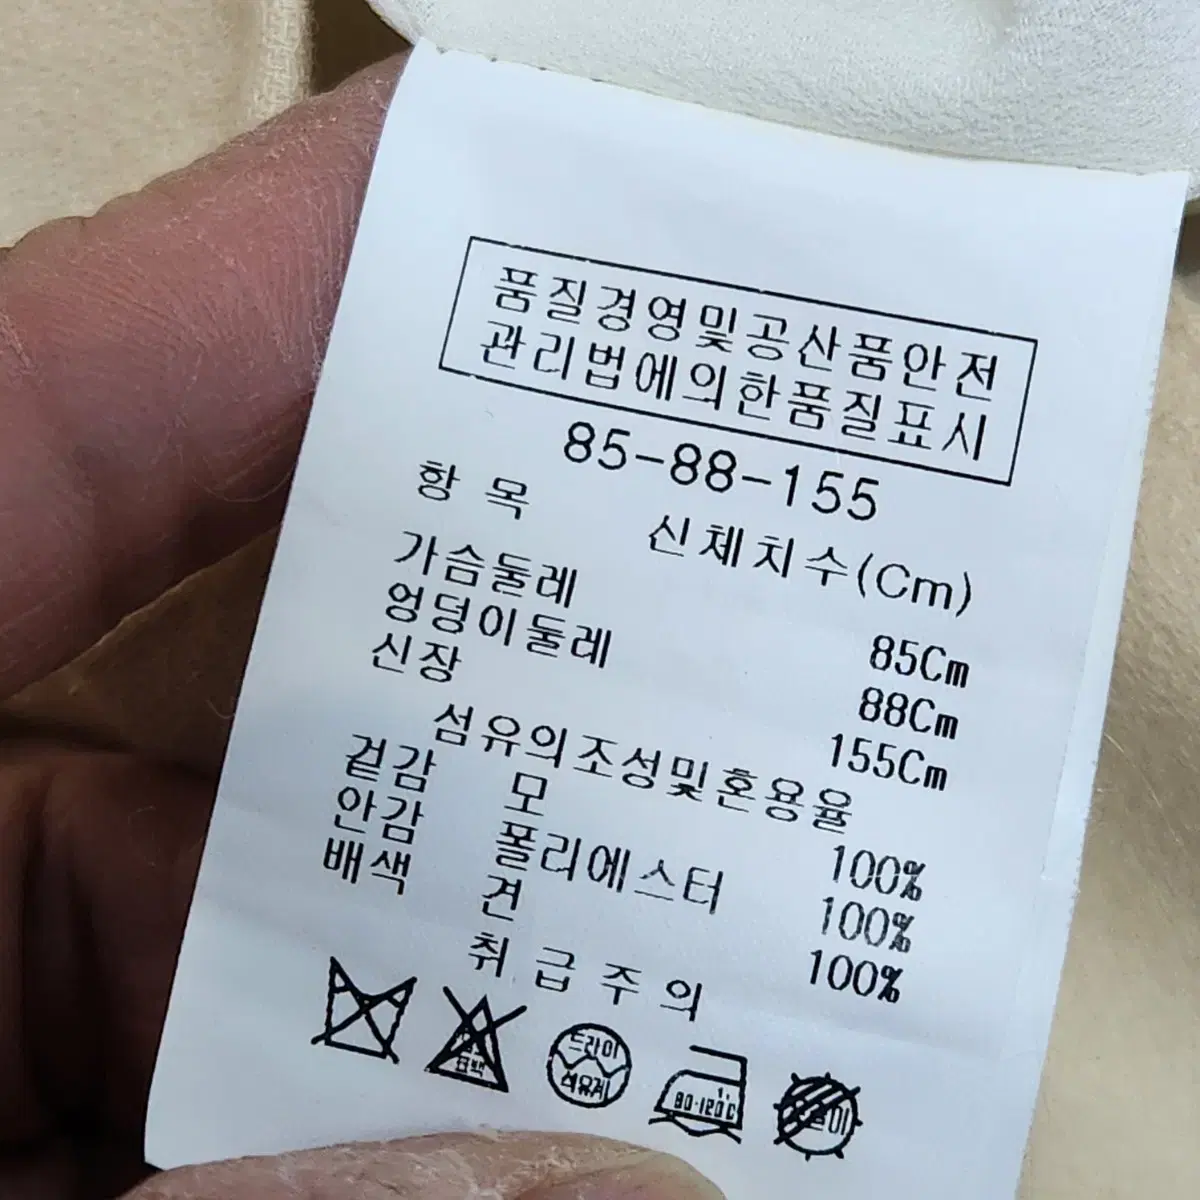 품질경영및공산품안전
관리법에의한품질표시
85-88-155
항 목 신체치수(Cm)
가슴둘레 85Cm
엉덩이둘레 88Cm
신장 155Cm
섬유의조성및혼용율
겉감 모 100%
안감 폴리에스터 100%
배색 견 100%
취급주의
표백
드라이
석유계
80-120C